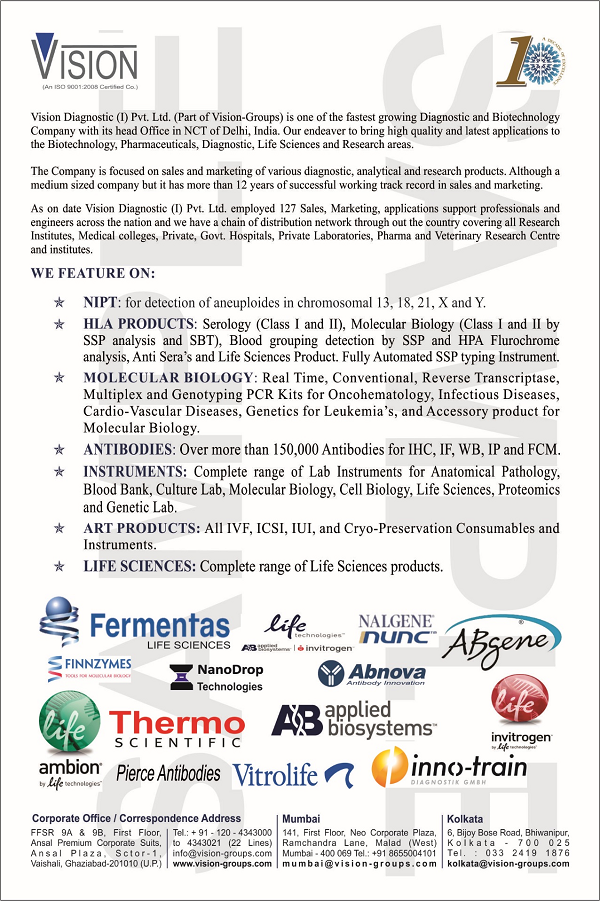 VISION
(An ISO 9001:2008 Certified Co.)
A DECADE OF EXCELLENCE
10
Vision Diagnostic (I) Pvt. Ltd. (Part of Vision-Groups) is one of the fastest growing Diagnostic and Biotechnology
Company with its head Office in NCT of Delhi, India. Our endeaver to bring high quality and latest applications to
the Biotechnology, Pharmaceuticals, Diagnostic, Life Sciences and Research areas.
The Company is focused on sales and marketing of various diagnostic, analytical and research products. Although a
medium sized company but it has more than 12 years of successful working track record in sales and marketing.
As on date Vision Diagnostic (I) Pvt. Ltd. employed 127 Sales, Marketing, applications support professionals and
engineers across the nation and we have a chain of distribution network through out the country covering all Research
Institutes, Medical colleges, Private, Govt. Hospitals, Private Laboratories, Pharma and Veterinary Research Centre
and institutes.
WE FEATURE ON:
NIPT: for detection of aneuploides in chromosomal 13, 18, 21, X and Y.
HLA PRODUCTS: Serology (Class I and II), Molecular Biology (Class I and II by
SSP analysis and SBT), Blood grouping detection by SSP and HPA Flurochrome
analysis, Anti Sera's and Life Sciences Product. Fully Automated SSP typing Instrument.
MOLECULAR BIOLOGY: Real Time, Conventional, Reverse Transcriptase,
Multiplex and Genotyping PCR Kits for Oncohematology, Infectious Diseases,
Cardio-Vascular Diseases, Genetics for Leukemia's, and Accessory product for
Molecular Biology.
ANTIBODIES: Over more than 150,000 Antibodies for IHC, IF, WB, IP and FCM.
INSTRUMENTS: Complete range of Lab Instruments for Anatomical Pathology,
Blood Bank, Culture Lab, Molecular Biology, Cell Biology, Life Sciences, Proteomics
and Genetic Lab.
ART PRODUCTS: All IVF, ICSI, IUI, and Cryo-Preservation Consumables and
Instruments.
LIFE SCIENCES: Complete range of Life Sciences products.
SAMPLE
SAMPLE
Fermentas
LIFE SCIENCES
life
technologies™
AB applied biosystems | invitrogen™
NALGENE
nunc™
ABgene®
FINNZYMES
TOOLS FOR MOLECULAR BIOLOGY
NanoDrop
Technologies
Abnova
Antibody Innovation
life
ambion®
by life technologies™
Thermo
SCIENTIFIC
AB applied
biosystems™
life
invitrogen™
by life technologies™
Pierce Antibodies
Vitrolife
inno-train
DIAGNOSTIK GMBH
Corporate Office / Correspondence Address
FFSR 9A & 9B, First Floor,
Ansal Premium Corporate Suits,
Ansal Plaza, Sctor-1,
Vaishali, Ghaziabad-201010 (U.P.)
Tel.: + 91 - 120 - 4343000
to 4343021 (22 Lines)
info@vision-groups.com
www.vision-groups.com
Mumbai
141, First Floor, Neo Corporate Plaza,
Ramchandra Lane, Malad (West)
Mumbai - 400 069 Tel.: +91 8655004101
mumbai@vision-groups.com
Kolkata
6, Bijoy Bose Road, Bhiwanipur,
Kolkata - 700 025
Tel. : 033 2419 1876
kolkata@vision-groups.com